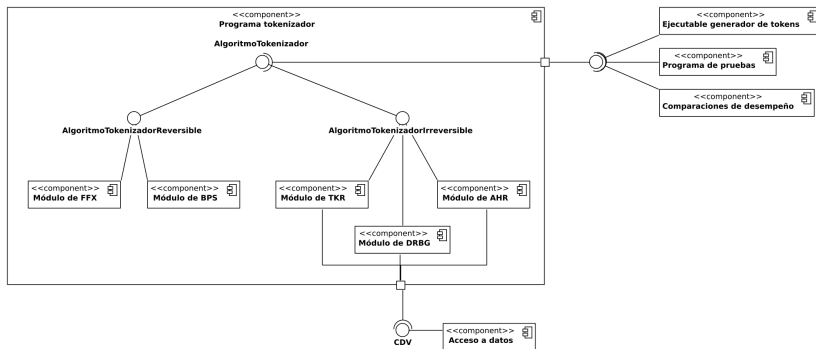 <<component>>
Programa tokenizador
AlgoritmoTokenizador
<<component>>
Ejecutable generador de tokens
<<component>>
Programa de pruebas
<<component>>
Comparaciones de desempeño
AlgoritmoTokenizadorReversible
AlgoritmoTokenizadorIrreversible
<<component>>
Módulo de FFX
<<component>>
Módulo de BPS
<<component>>
Módulo de TKR
<<component>>
Módulo de AHR
<<component>>
Módulo de DRBG
CDV
<<component>>
Acceso a datos